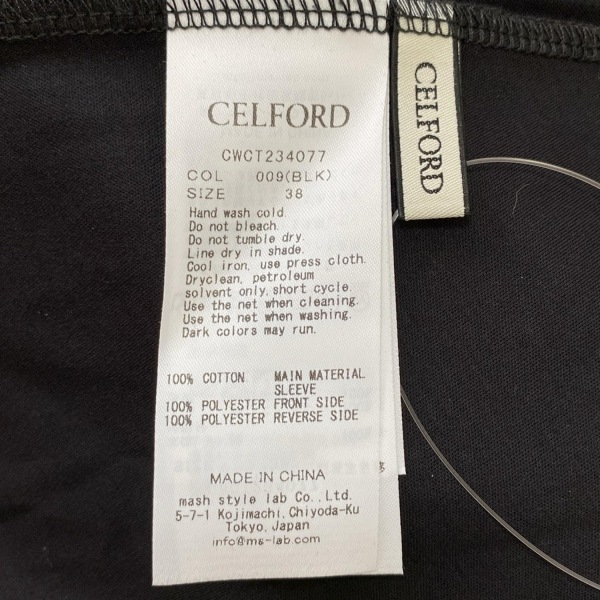 CELFORD
CWCT234077
COL 009(BLK)
SIZE 38
Hand wash cold.
Do not bleach.
Do not tumble dry.
Line dry in shade.
Cool iron, use press cloth.
Dryclean, petroleum
solvent only, short cycle.
Use the net when cleaning.
Use the net when washing.
Dark colors may run.
100% COTTON MAIN MATERIAL
SLEEVE
100% POLYESTER FRONT SIDE
100% POLYESTER REVERSE SIDE
MADE IN CHINA
mash style lab Co., Ltd.
5-7-1 Kojimachi, Chiyoda-Ku
Tokyo, Japan
info@ms-lab.com
CELFORD